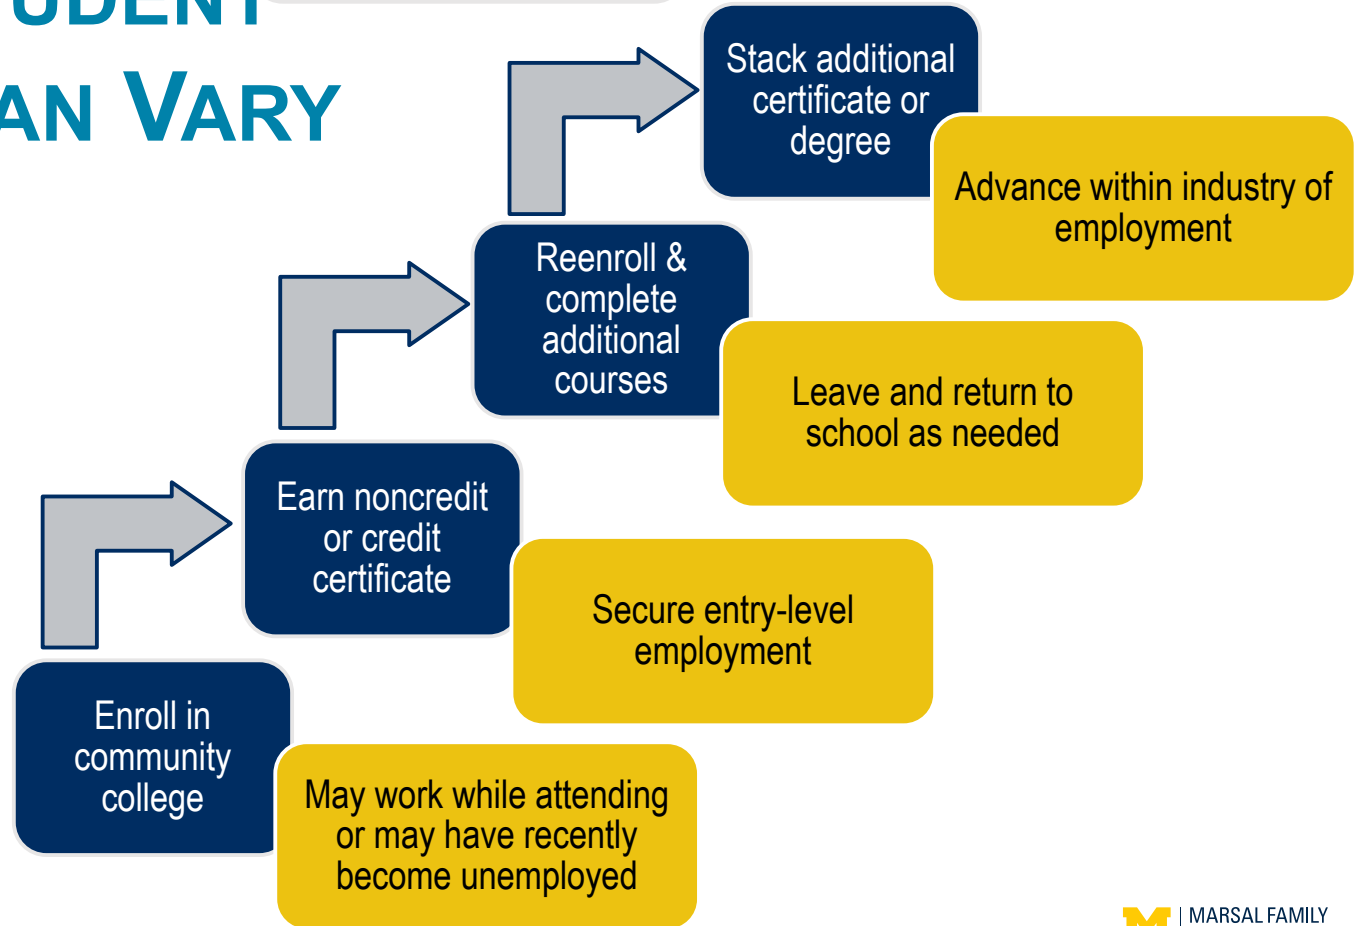 UDENT
AN VARY
Stack additional
certificate or
degree
Advance within industry of
employment
Reenroll &
complete
additional
courses
Leave and return to
school as needed
Earn noncredit
or credit
certificate
Secure entry-level
employment
Enroll in
community
college
May work while attending
or may have recently
become unemployed
M | MARSAL FAMILY